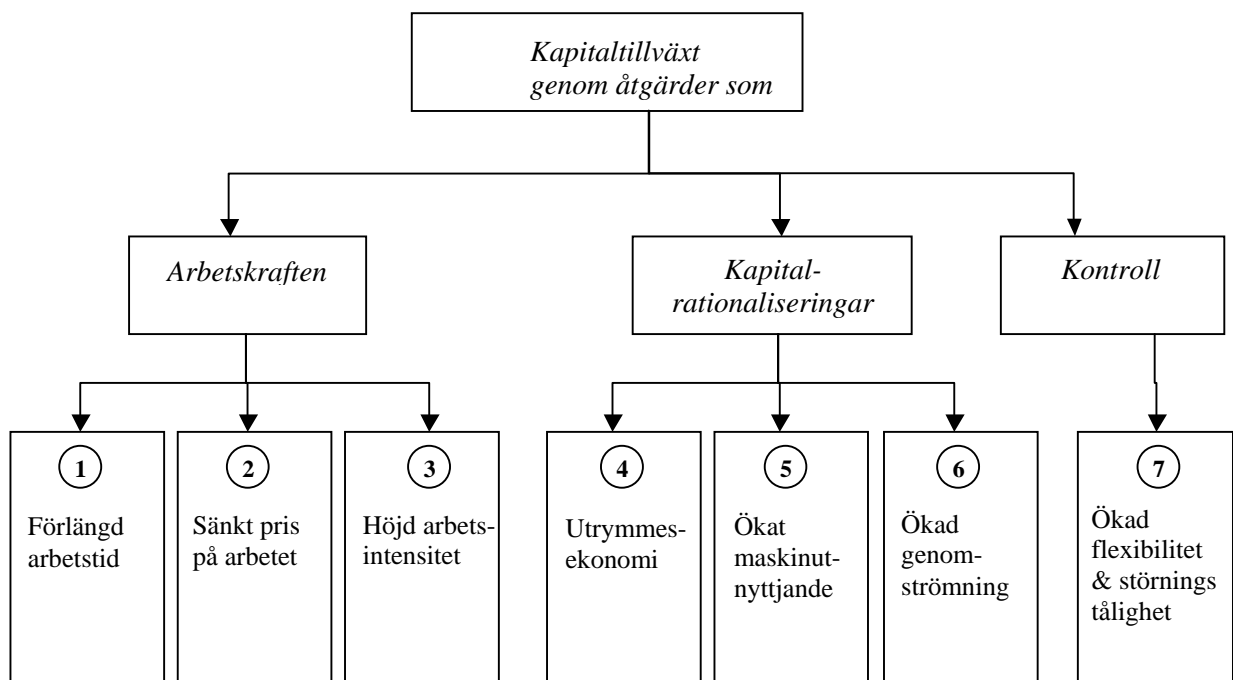 Kapitaltillväxt
genom åtgärder som
Arbetskraften
Kapital-
rationaliseringar
Kontroll
1
Förlängd
arbetstid
2
Sänkt pris
på arbetet
3
Höjd arbets-
intensitet
4
Utrymmes-
ekonomi
5
Ökat
maskinut-
nyttjande
6
Ökad
genom-
strömning
7
Ökad
flexibilitet
& störnings
tålighet